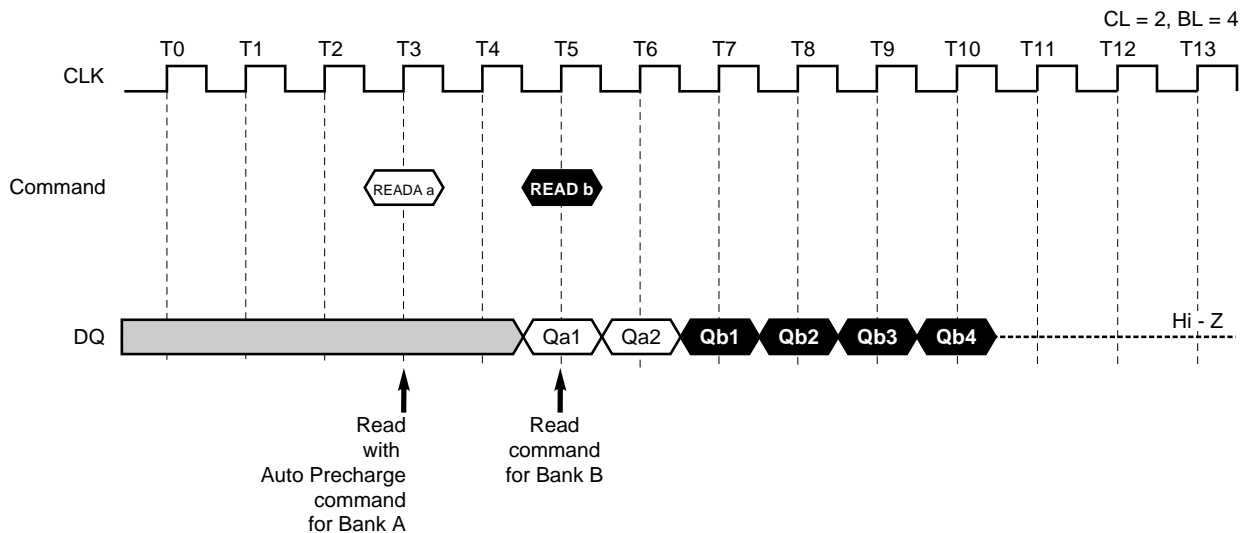 CL = 2, BL = 4
T0 T1 T2 T3 T4 T5 T6 T7 T8 T9 T10 T11 T12 T13
CLK
Command
READA a
READ b
DQ
Qa1 Qa2 Qb1 Qb2 Qb3 Qb4
Hi - Z
Read
with
Auto Precharge
command
for Bank A
Read
command
for Bank B